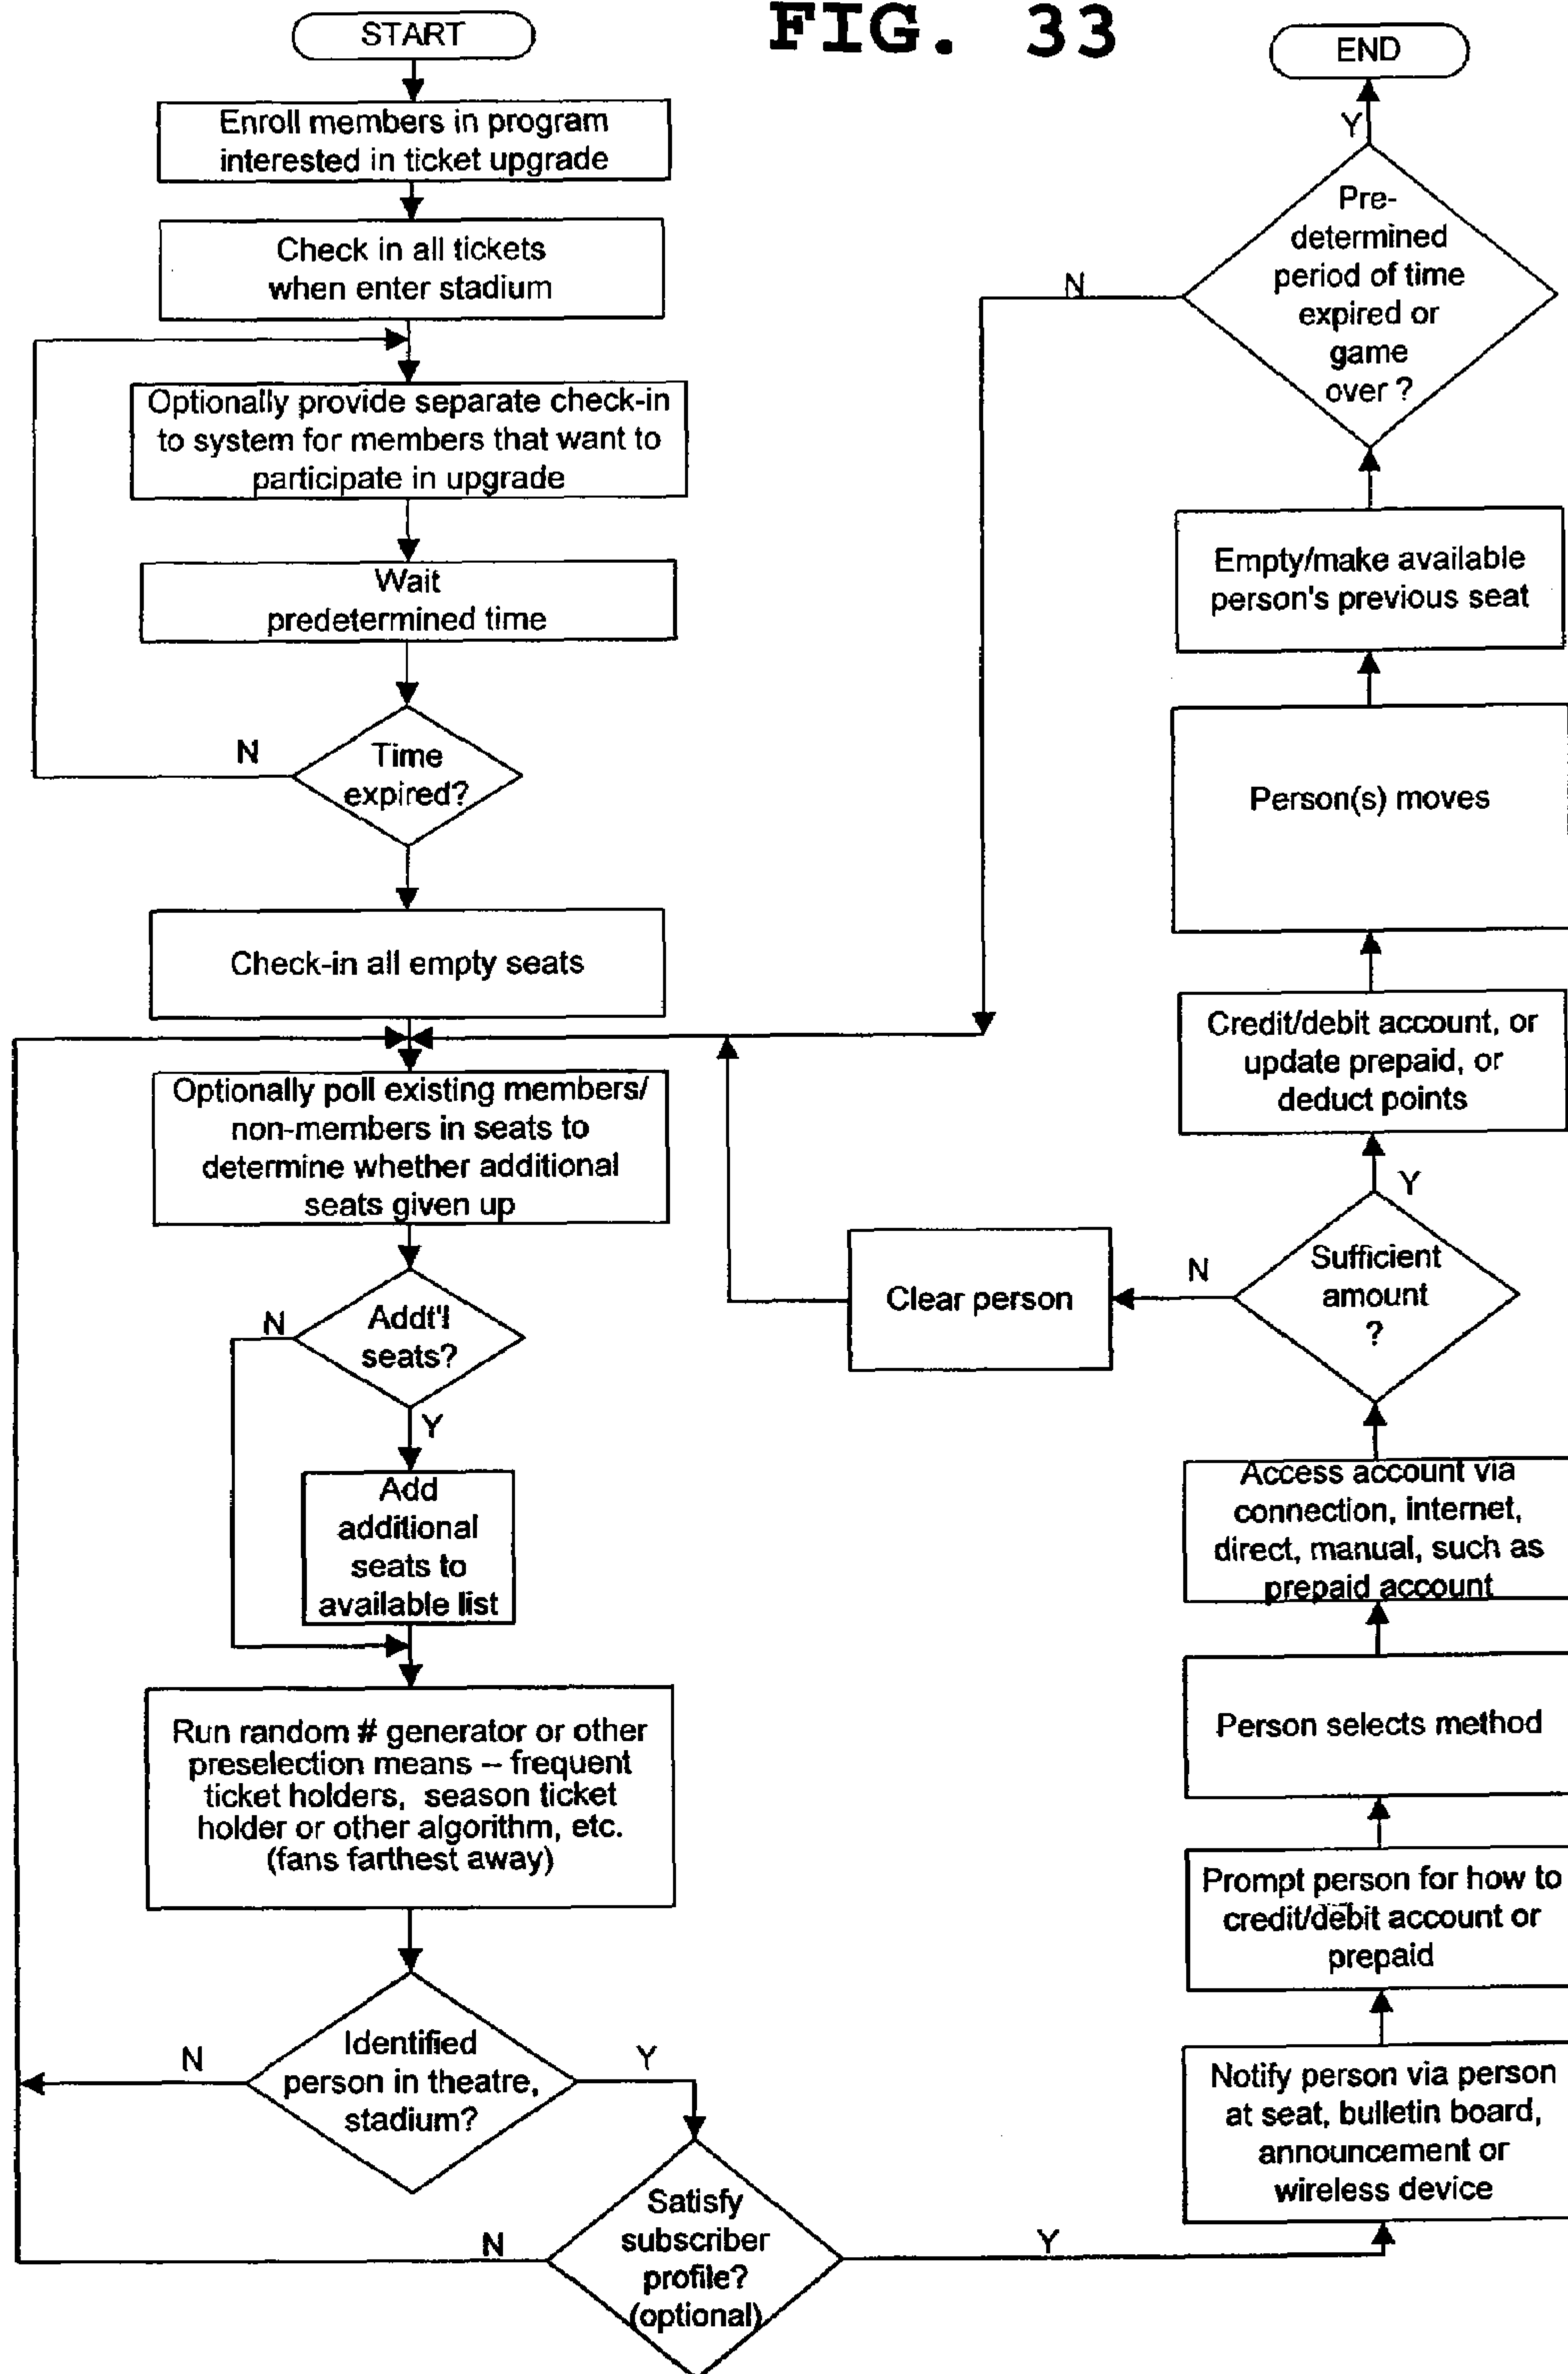 FIG. 33
START
Enroll members in program
interested in ticket upgrade
Check in all tickets
when enter stadium
Optionally provide separate check-in
to system for members that want to
participate in upgrade
Wait
predetermined time
Time
expired?
N
Check-in all empty seats
Optionally poll existing members/
non-members in seats to
determine whether additional
seats given up
Addt'l
seats?
N
Y
Add
additional
seats to
available list
Run random # generator or other
preselection means -- frequent
ticket holders, season ticket
holder or other algorithm, etc.
(fans farthest away)
Identified
person in theatre,
stadium?
N
Y
Satisfy
subscriber
profile?
(optional)
N
Y
Notify person via person
at seat, bulletin board,
announcement or
wireless device
Prompt person for how to
credit/debit account or
prepaid
Person selects method
Access account via
connection, internet,
direct, manual, such as
prepaid account
Sufficient
amount
?
N
Y
Clear person
Credit/debit account, or
update prepaid, or
deduct points
Person(s) moves
Empty/make available
person's previous seat
Pre-
determined
period of time
expired or
game
over ?
N
Y
END